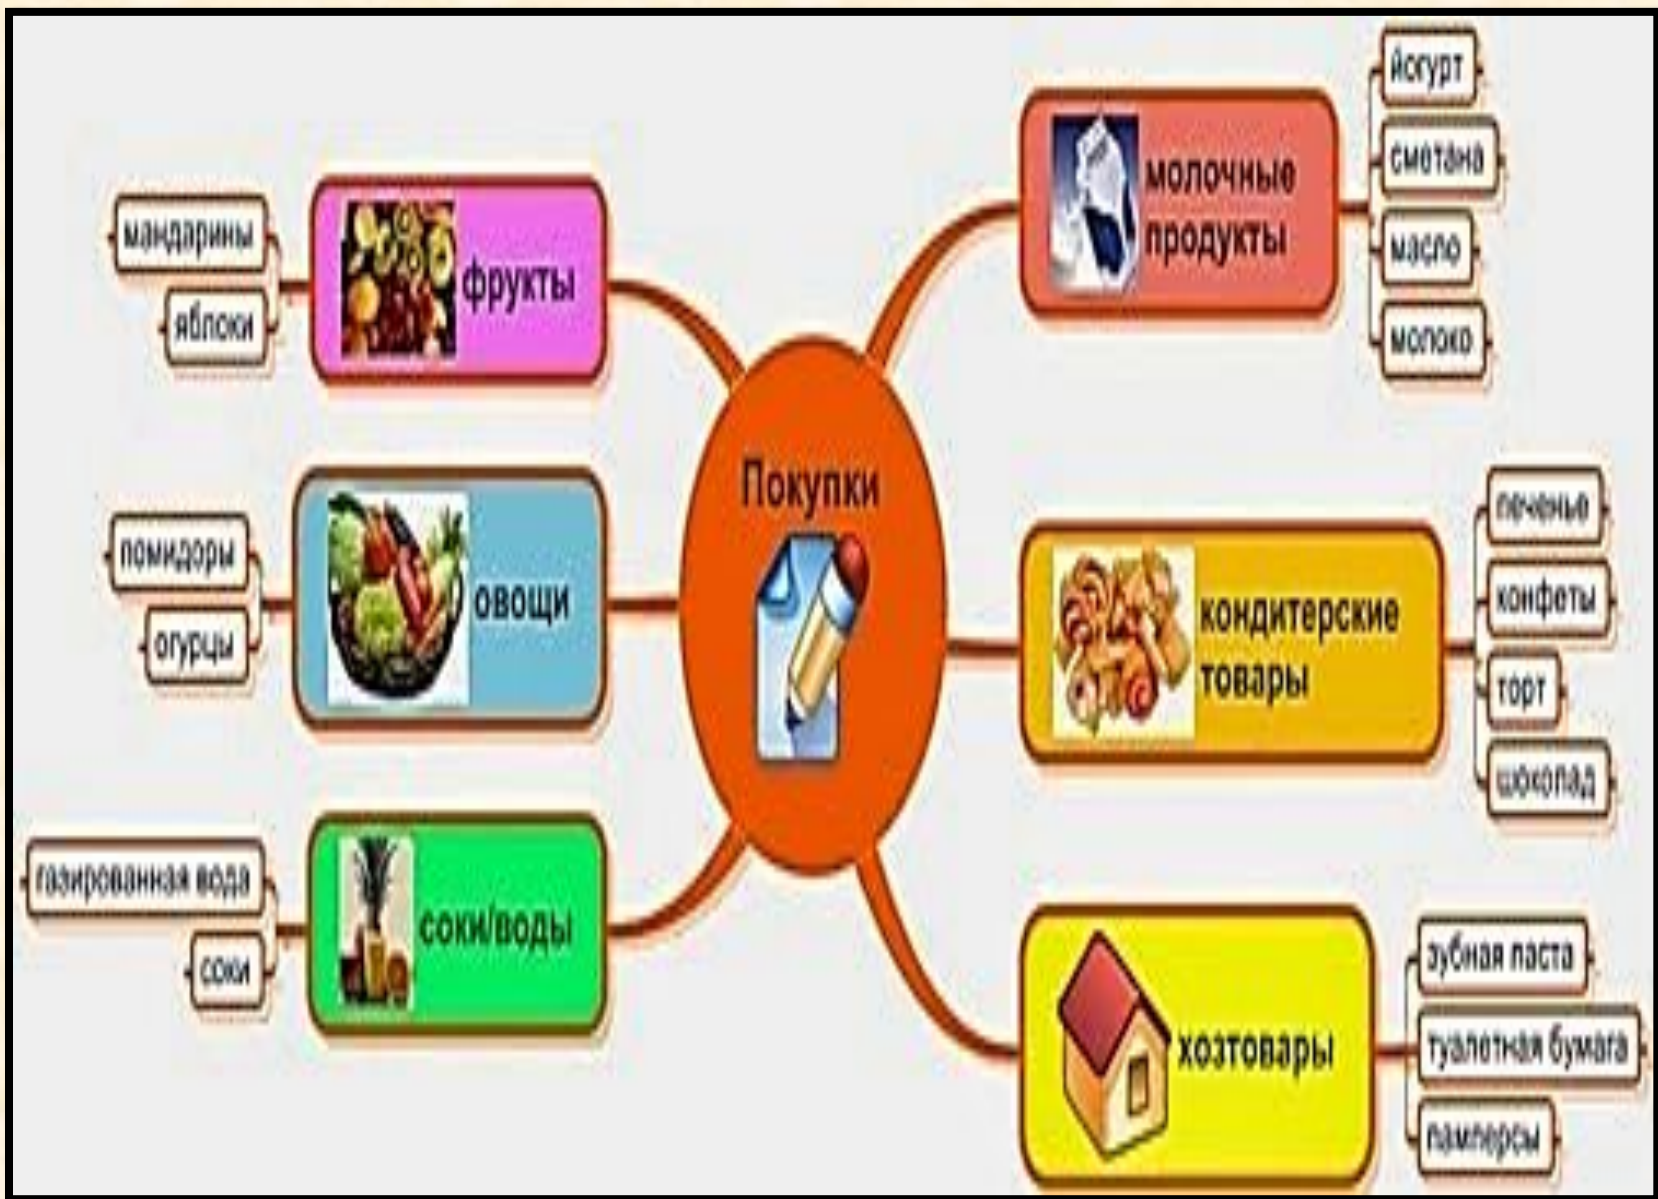 Покупки
фрукты
мандарины
яблоки
овощи
помидоры
огурцы
соки/воды
газированная вода
соки
молочные
продукты
йогурт
сметана
масло
молоко
кондитерские
товары
печенье
конфеты
торт
шоколад
хозтовары
зубная паста
туалетная бумага
памперсы